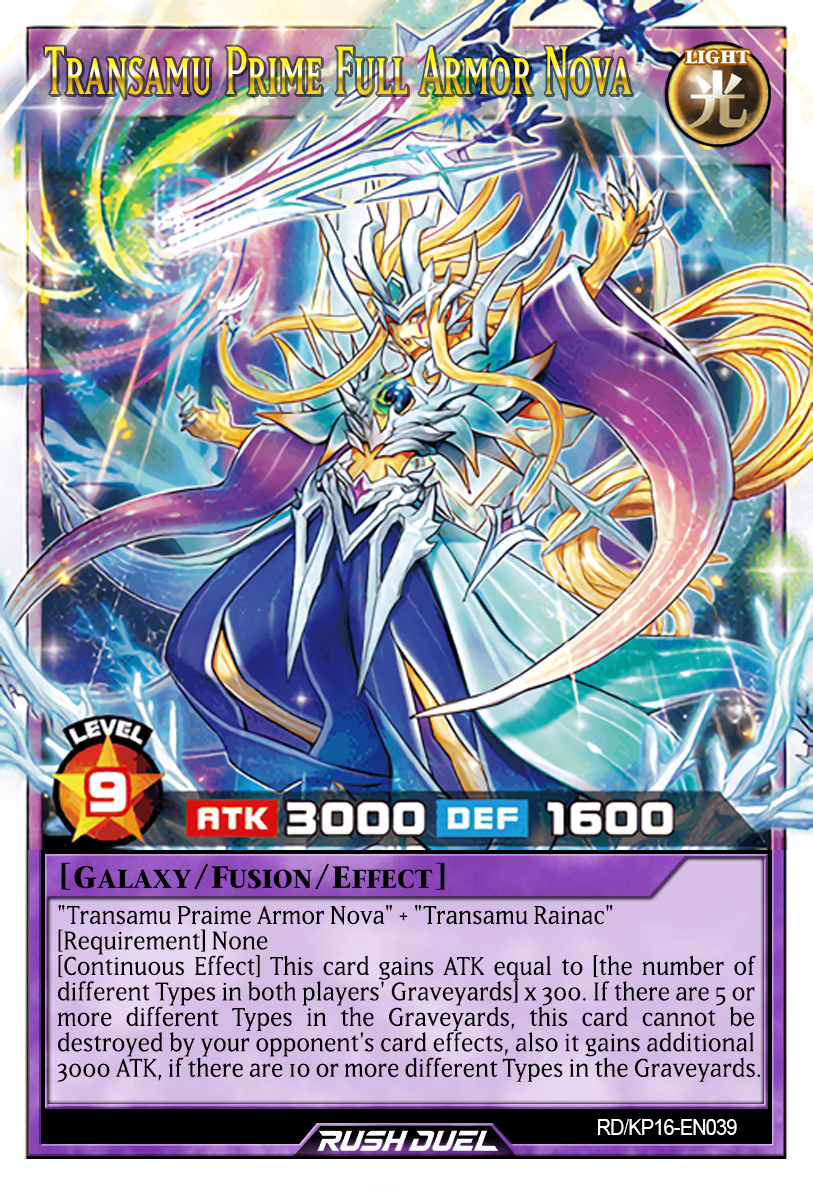 TRANSAMU PRIME FULL ARMOR NOVA
LIGHT
光
LEVEL
9
ATK 3000 DEF 1600
[GALAXY/FUSION/EFFECT]
"Transamu Praime Armor Nova" + "Transamu Rainac"
[Requirement] None
[Continuous Effect] This card gains ATK equal to [the number of
different Types in both players' Graveyards] x 300. If there are 5 or
more different Types in the Graveyards, this card cannot be
destroyed by your opponent's card effects, also it gains additional
3000 ATK, if there are 10 or more different Types in the Graveyards.
RD/KP16-EN039
RUSH DUEL